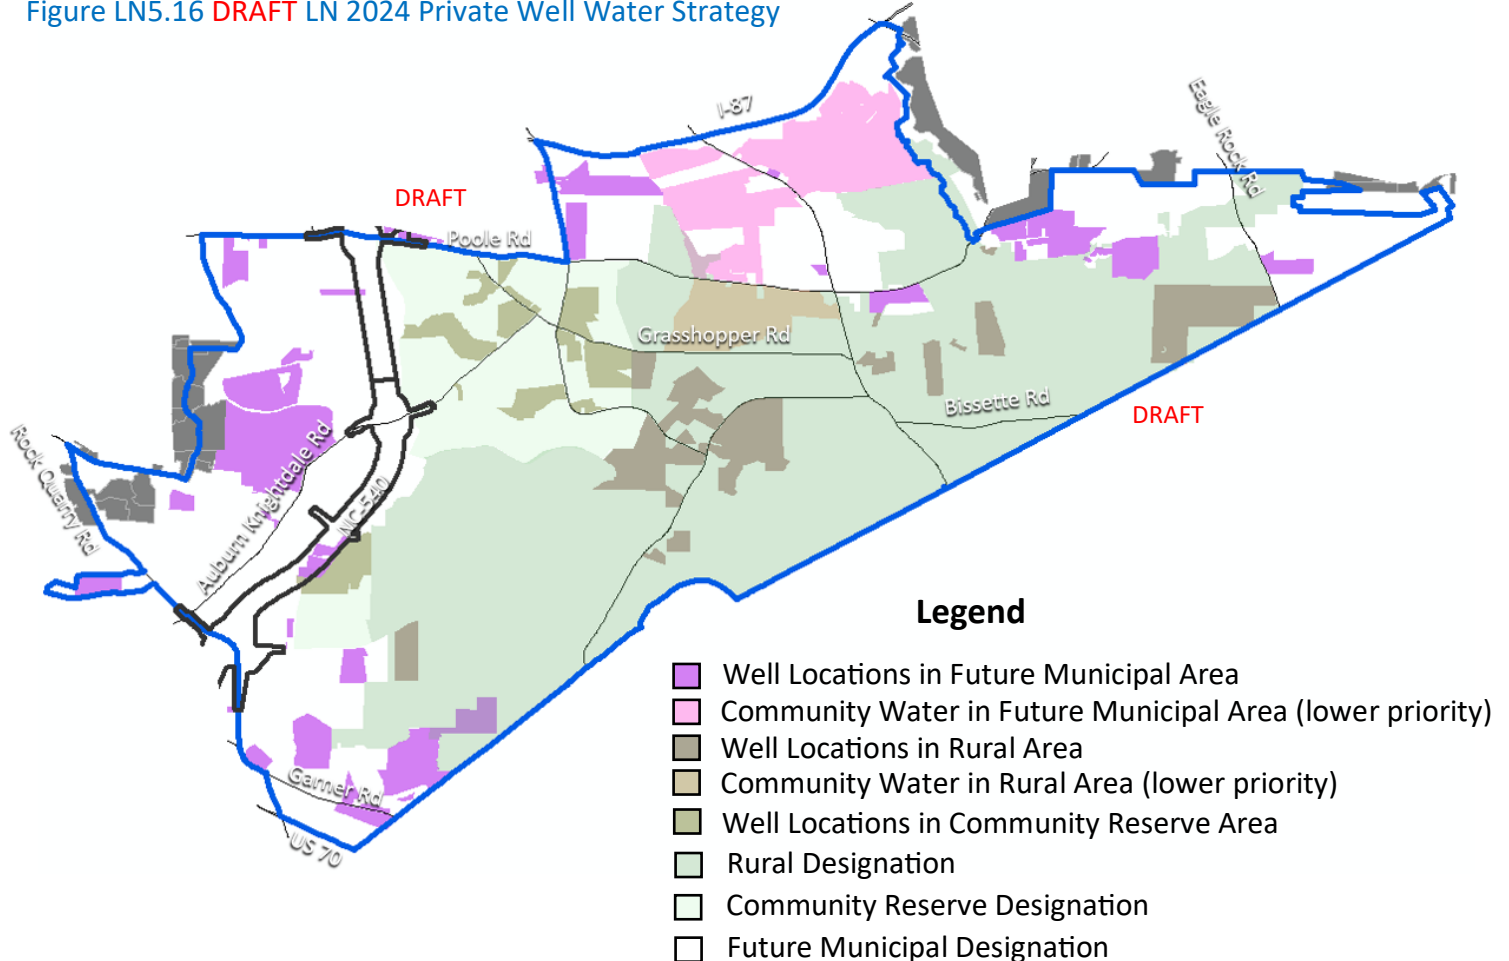 Figure LN5.16 DRAFT LN 2024 Private Well Water Strategy
I-87
Eagle Rock Rd
DRAFT
Poole Rd
Grasshopper Rd
Bissette Rd
DRAFT
Rock Quarry Rd
Auburn Knightdale Rd
NC-540
Garner Rd
US 70
Legend
Well Locations in Future Municipal Area
Community Water in Future Municipal Area (lower priority)
Well Locations in Rural Area
Community Water in Rural Area (lower priority)
Well Locations in Community Reserve Area
Rural Designation
Community Reserve Designation
Future Municipal Designation